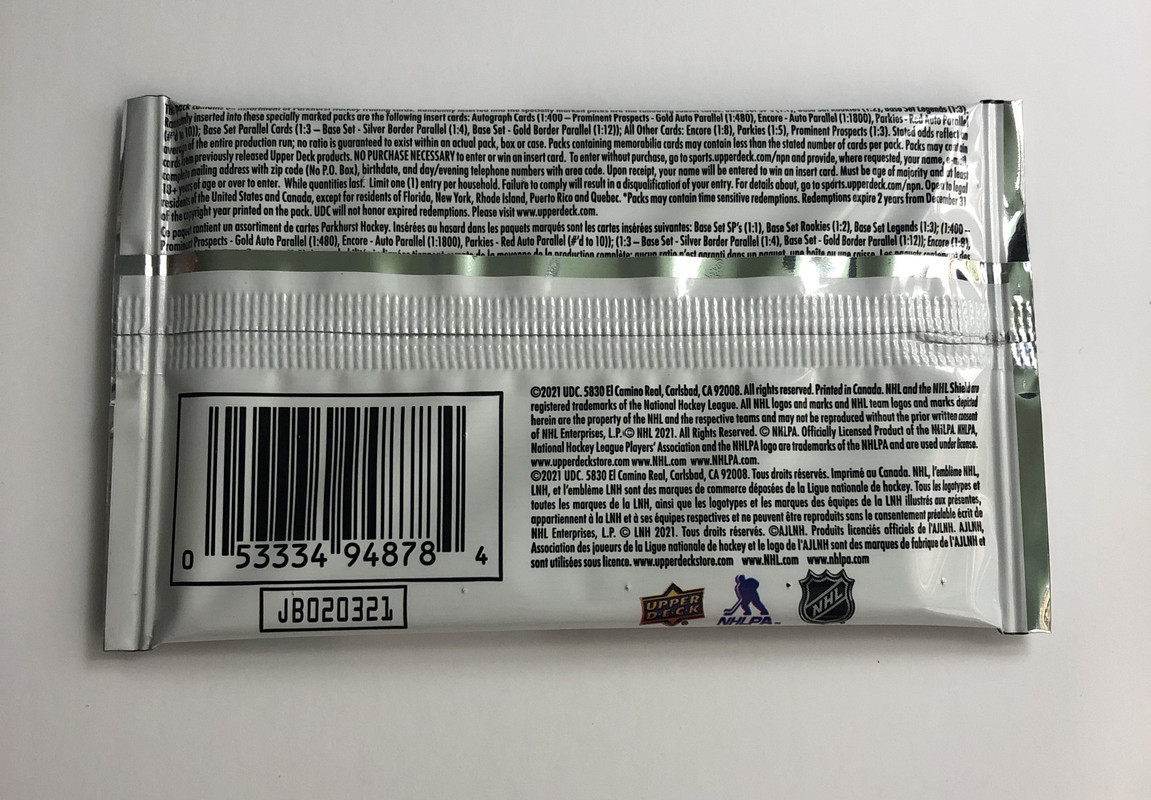 Base Set Legends (1:3)
Randomly inserted into these specially marked packs are the following insert cards: Autograph Cards (1:400 – Prominent Prospects - Gold Auto Parallel (1:480), Encore - Auto Parallel (1:1800), Parkies - Red Auto Parallel
(#'d to 10)); Base Set Parallel Cards (1:3 – Base Set - Silver Border Parallel (1:4), Base Set - Gold Border Parallel (1:12)); All Other Cards: Encore (1:8), Parkies (1:5), Prominent Prospects (1:3). Stated odds reflect an
average of the entire production run; no ratio is guaranteed to exist within an actual pack, box or case. Packs containing memorabilia cards may contain less than the stated number of cards per pack. Packs may contain
cards from previously released Upper Deck products. NO PURCHASE NECESSARY to enter or win an insert card. To enter without purchase, go to sports.upperdeck.com/npn and provide, where requested, your name, e-mail,
complete mailing address with zip code (No P.O. Box), birthdate, and day/evening telephone numbers with area code. Upon receipt, your name will be entered to win an insert card. Must be age of majority and at least
13+ years of age or over to enter. While quantities last. Limit one (1) entry per household. Failure to comply will result in a disqualification of your entry. For details about, go to sports.upperdeck.com/npn. Open to legal
residents of the United States and Canada, except for residents of Florida, New York, Rhode Island, Puerto Rico and Quebec. *Packs may contain time sensitive redemptions. Redemptions expire 2 years from December 31
of the copyright year printed on the pack. UDC will not honor expired redemptions. Please visit www.upperdeck.com.
Ce paquet contient un assortiment de cartes Parkhurst Hockey. Insérées au hasard dans les paquets marqués sont les cartes insérées suivantes: Base Set SP's (1:1), Base Set Rookies (1:2), Base Set Legends (1:3); (1:400 –
Prominent Prospects - Gold Auto Parallel (1:480), Encore - Auto Parallel (1:1800), Parkies - Red Auto Parallel (#'d to 10)); (1:3 – Base Set - Silver Border Parallel (1:4), Base Set - Gold Border Parallel (1:12)); Encore (1:8),
de la moyenne de la production complète; aucun ratio n'est garanti dans un paquet, une boîte ou une caisse. Les paquets contenant des
©2021 UDC. 5830 El Camino Real, Carlsbad, CA 92008. All rights reserved. Printed in Canada. NHL and the NHL Shield are
registered trademarks of the National Hockey League. All NHL logos and marks and NHL team logos and marks depicted
herein are the property of the NHL and the respective teams and may not be reproduced without the prior written consent
of NHL Enterprises, L.P. © NHL 2021. All Rights Reserved. © NHLPA. Officially Licensed Product of the NHLPA. NHLPA,
National Hockey League Players' Association and the NHLPA logo are trademarks of the NHLPA and are used under license.
www.upperdeckstore.com www.NHL.com www.NHLPA.com.
©2021 UDC. 5830 El Camino Real, Carlsbad, CA 92008. Tous droits réservés. Imprimé au Canada. NHL, l'emblème NHL,
LNH, et l'emblème LNH sont des marques de commerce déposées de la Ligue nationale de hockey. Tous les logotypes et
toutes les marques de la LNH, ainsi que les logotypes et marques des équipes de la LNH illustrés aux présentes,
appartiennent à la LNH et à ses équipes respectives et ne peuvent être reproduits sans le consentement préalable écrit de
NHL Enterprises, L.P. © LNH 2021. Tous droits réservés. ©AJLNH. Produits licenciés officiels de l'AJLNH. AJLNH,
Association des joueurs de la Ligue nationale de hockey et le logo de l'AJLNH sont des marques de fabrique de l'AJLNH et
sont utilisées sous licence. www.upperdeckstore.com www.NHL.com www.nhlpa.com
0 53334 94878 4
JB020321
UPPER DECK
NHLPA
NHL